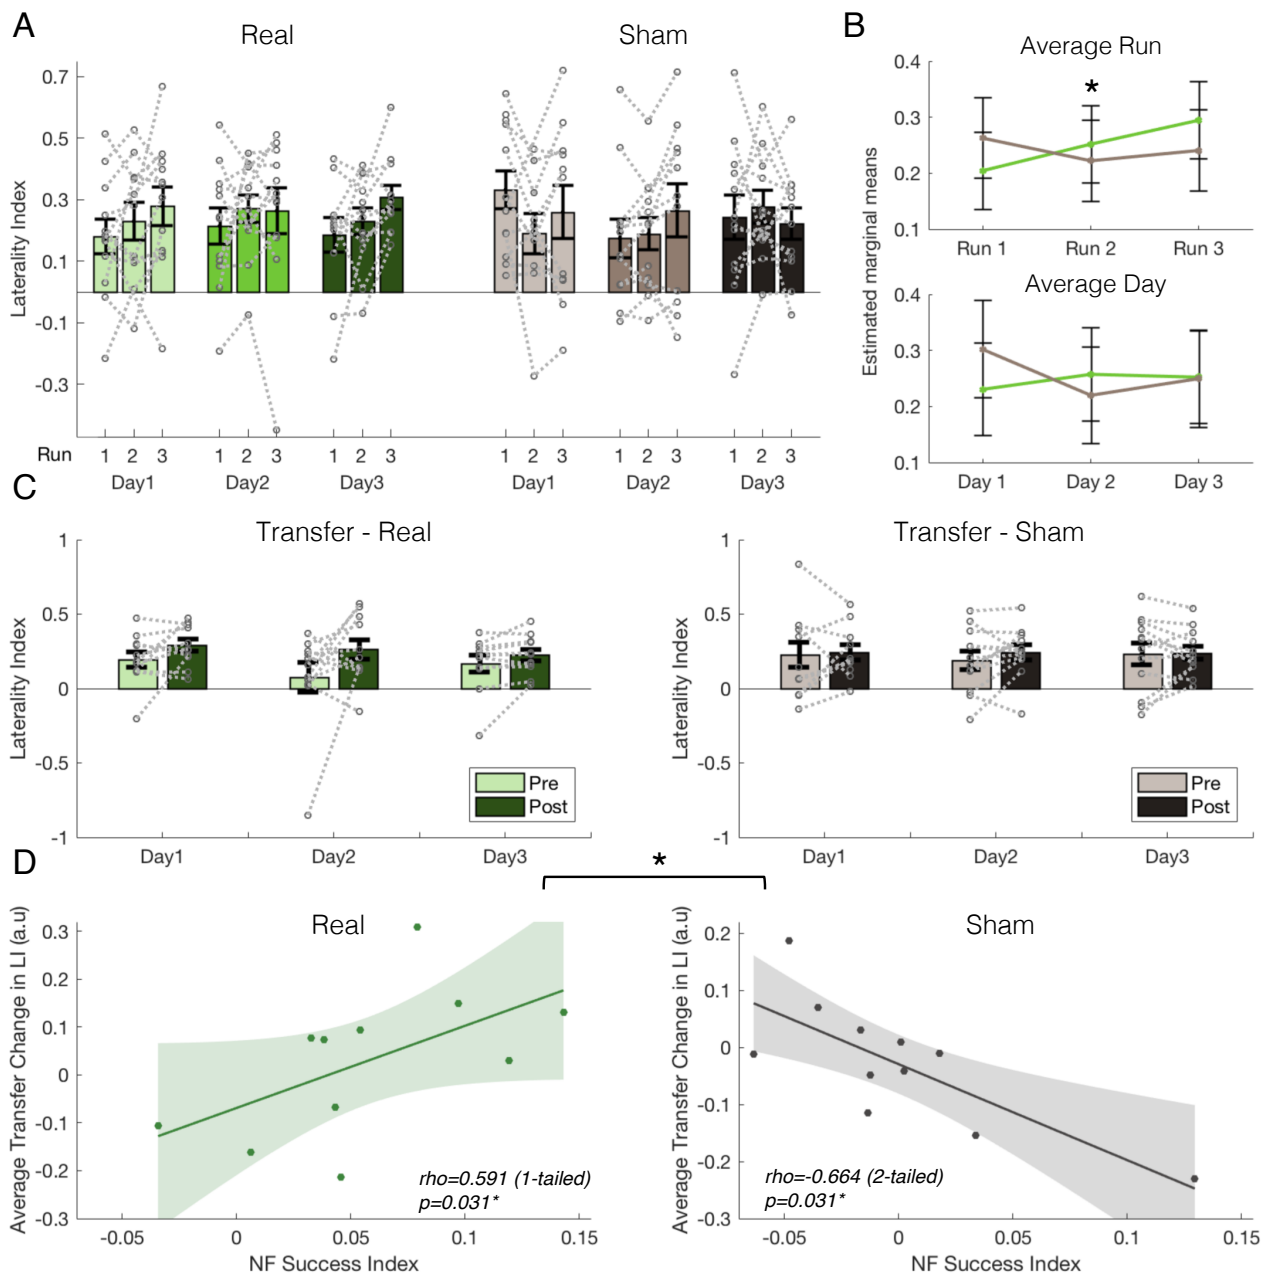 A
Real
Sham
Laterality Index
0.7
0.5
0.3
0.1
-0.1
-0.3
Run
1 2 3
1 2 3
1 2 3
1 2 3
1 2 3
1 2 3
Day1
Day2
Day3
Day1
Day2
Day3
B
Estimated marginal means
Average Run
*
0.4
0.3
0.2
0.1
Run 1
Run 2
Run 3
Average Day
0.4
0.3
0.2
0.1
Day 1
Day 2
Day 3
C
Transfer - Real
Laterality Index
1
0.5
0
-0.5
-1
Pre
Post
Day1
Day2
Day3
Transfer - Sham
Laterality Index
1
0.5
0
-0.5
-1
Pre
Post
Day1
Day2
Day3
D
*
Real
Average Transfer Change in LI (a.u)
0.3
0.2
0.1
0
-0.1
-0.2
-0.3
rho=0.591 (1-tailed)
p=0.031*
-0.05
0
0.05
0.1
0.15
NF Success Index
Sham
Average Transfer Change in LI (a.u)
0.2
0.1
0
-0.1
-0.2
-0.3
rho=-0.664 (2-tailed)
p=0.031*
-0.05
0
0.05
0.1
0.15
NF Success Index